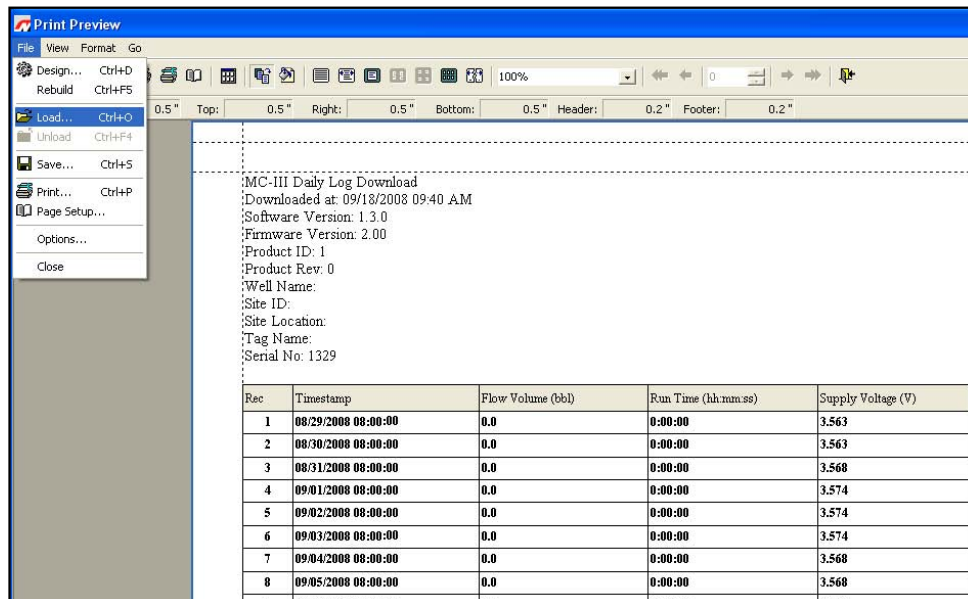 Print Preview
File View Format Go
Design... Ctrl+D
Rebuild Ctrl+F5
Load... Ctrl+O
Unload Ctrl+F4
Save... Ctrl+S
Print... Ctrl+P
Page Setup...
Options...
Close
100% 0
0.5 " Top: 0.5 " Right: 0.5 " Bottom: 0.5 " Header: 0.2 " Footer: 0.2 "
MC-III Daily Log Download
Downloaded at: 09/18/2008 09:40 AM
Software Version: 1.3.0
Firmware Version: 2.00
Product ID: 1
Product Rev: 0
Well Name:
Site ID:
Site Location:
Tag Name:
Serial No: 1329
Rec Timestamp Flow Volume (bbl) Run Time (hh:mm:ss) Supply Voltage (V)
1 08/29/2008 08:00:00 0.0 0:00:00 3.563
2 08/30/2008 08:00:00 0.0 0:00:00 3.563
3 08/31/2008 08:00:00 0.0 0:00:00 3.568
4 09/01/2008 08:00:00 0.0 0:00:00 3.574
5 09/02/2008 08:00:00 0.0 0:00:00 3.574
6 09/03/2008 08:00:00 0.0 0:00:00 3.574
7 09/04/2008 08:00:00 0.0 0:00:00 3.568
8 09/05/2008 08:00:00 0.0 0:00:00 3.568